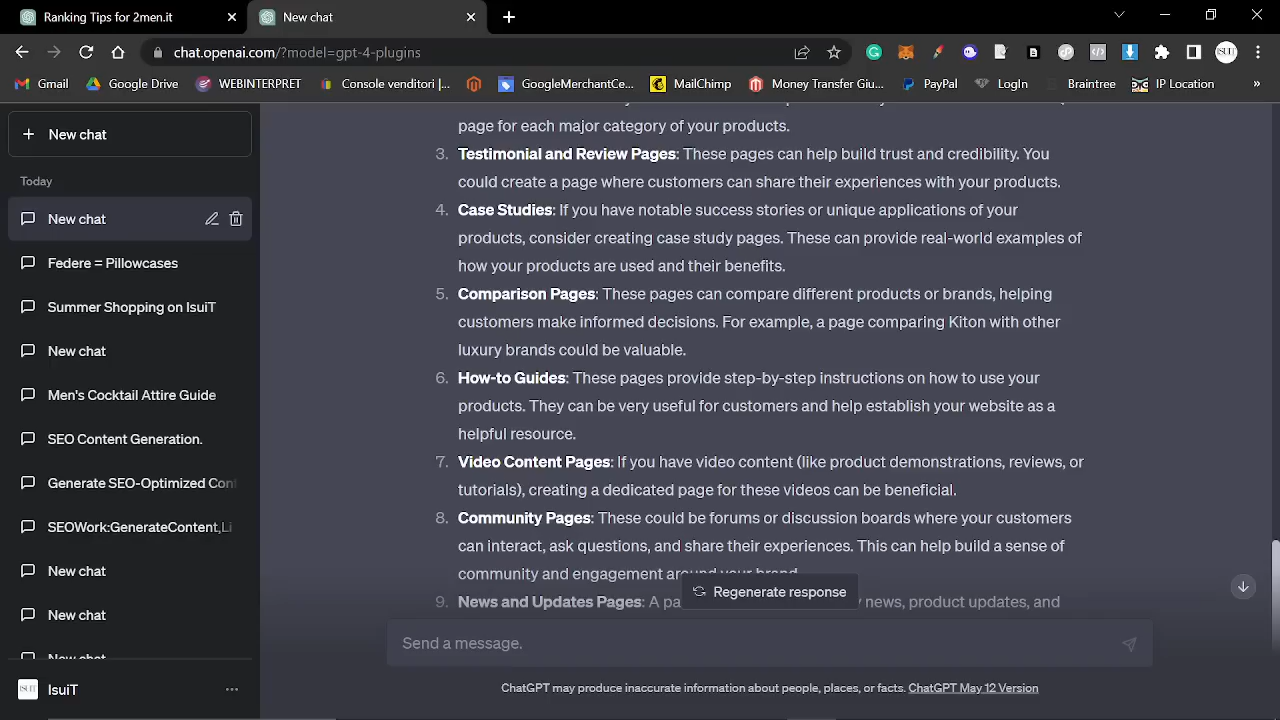 Ranking Tips for 2men.it
New chat
chat.openai.com/?model=gpt-4-plugins
Gmail
Google Drive
WEBINTERPRET
Console venditori |...
GoogleMerchantCe...
MailChimp
Money Transfer Giu...
PayPal
LogIn
Braintree
IP Location
»
New chat
Today
New chat
Federe = Pillowcases
Summer Shopping on IsuiT
New chat
Men's Cocktail Attire Guide
SEO Content Generation.
Generate SEO-Optimized Con
SEOWork:GenerateContent,Li
New chat
New chat
New chat
ISUIT
IsuiT
page for each major category of your products.
3. Testimonial and Review Pages: These pages can help build trust and credibility. You
could create a page where customers can share their experiences with your products.
4. Case Studies: If you have notable success stories or unique applications of your
products, consider creating case study pages. These can provide real-world examples of
how your products are used and their benefits.
5. Comparison Pages: These pages can compare different products or brands, helping
customers make informed decisions. For example, a page comparing Kiton with other
luxury brands could be valuable.
6. How-to Guides: These pages provide step-by-step instructions on how to use your
products. They can be very useful for customers and help establish your website as a
helpful resource.
7. Video Content Pages: If you have video content (like product demonstrations, reviews, or
tutorials), creating a dedicated page for these videos can be beneficial.
8. Community Pages: These could be forums or discussion boards where your customers
can interact, ask questions, and share their experiences. This can help build a sense of
community and engagement around your brand.
9. News and Updates Pages: A pa news, product updates, and
Regenerate response
Send a message.
ChatGPT may produce inaccurate information about people, places, or facts. ChatGPT May 12 Version